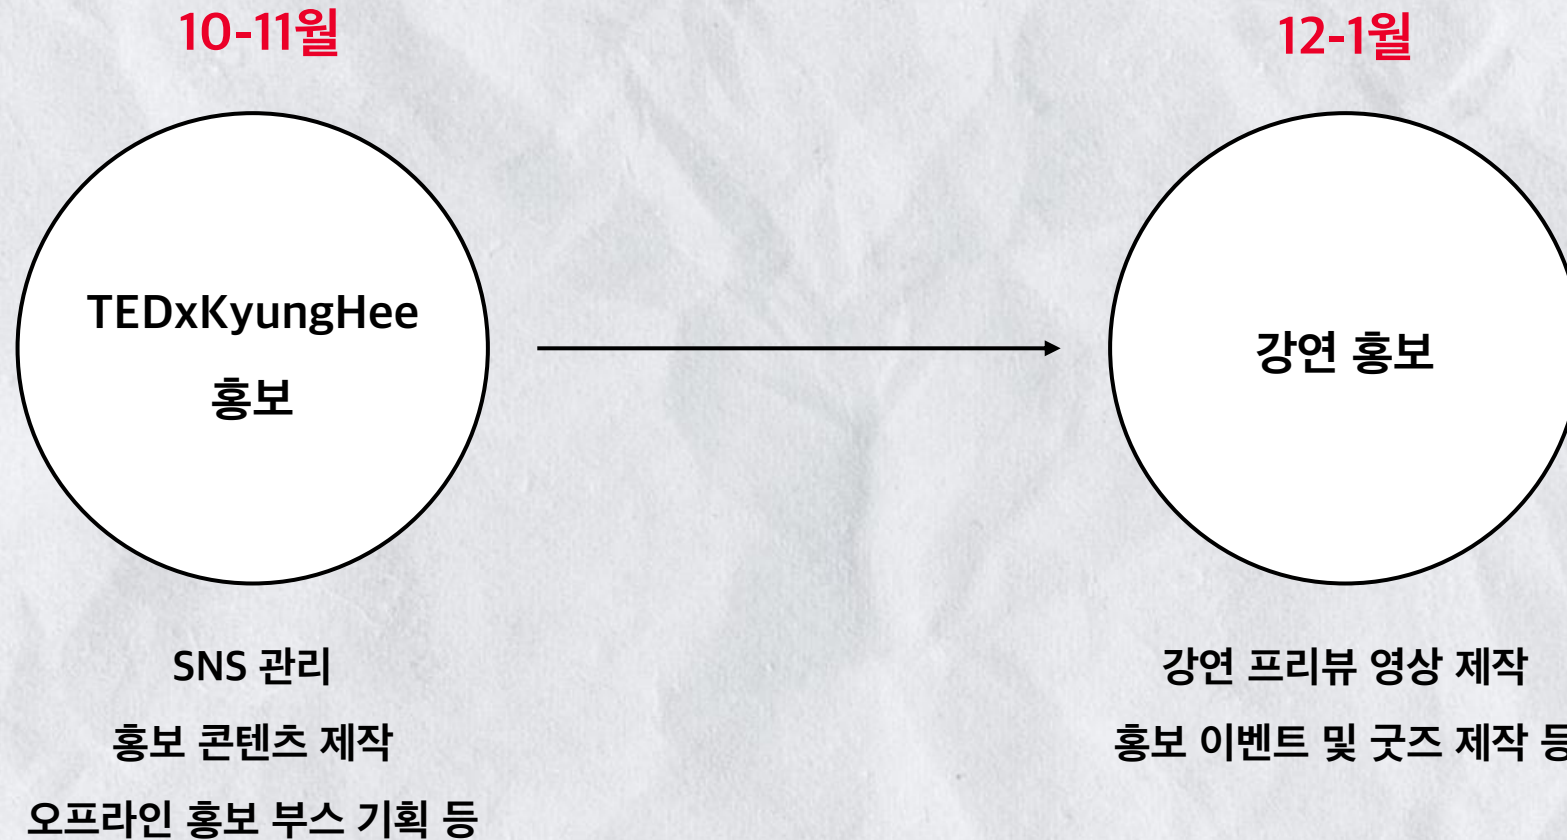 10-11월
TEDxKyungHee
홍보
SNS 관리
홍보 콘텐츠 제작
오프라인 홍보 부스 기획 등
12-1월
강연 홍보
강연 프리뷰 영상 제작
홍보 이벤트 및 굿즈 제작 등